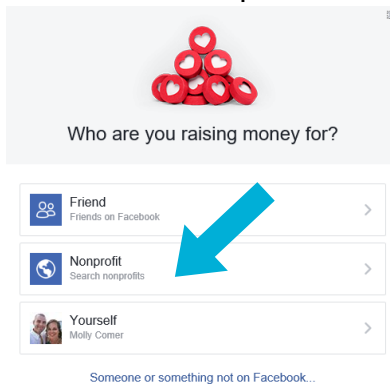 Who are you raising money for?
Friend
Friends on Facebook
Nonprofit
Search nonprofits
Yourself
Molly Comer
Someone or something not on Facebook...